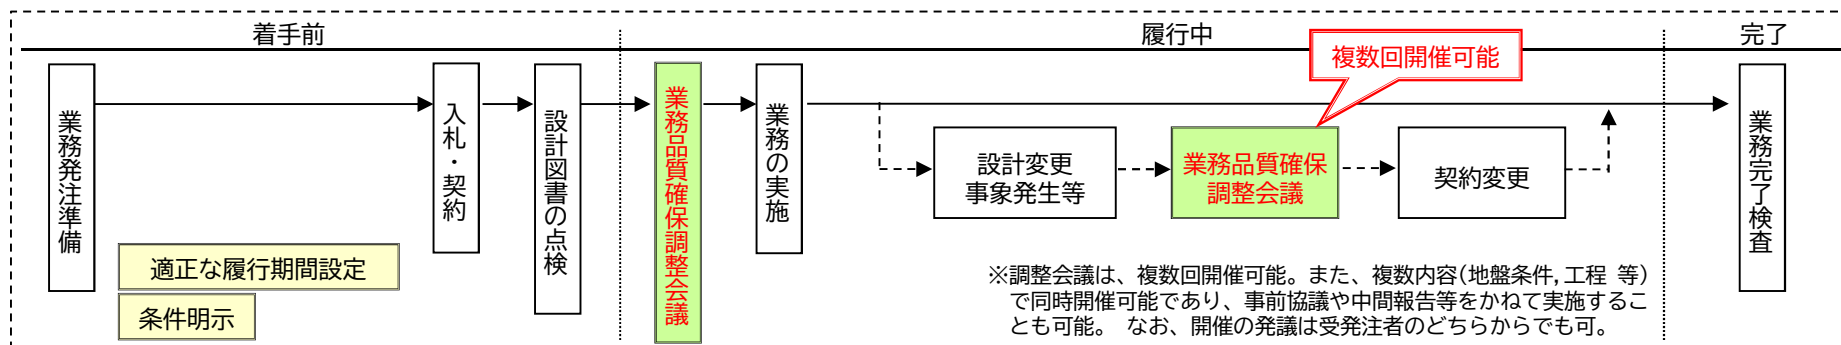 着手前
履行中
完了
複数回開催可能
業務発注準備
入札・契約
設計図書の点検
業務品質確保調整会議
業務の実施
設計変更
事象発生等
業務品質確保
調整会議
契約変更
業務完了検査
適正な履行期間設定
条件明示
※調整会議は、複数回開催可能。また、複数内容(地盤条件,工程 等)
で同時開催可能であり、事前協議や中間報告等をかねて実施するこ
とも可能。 なお、開催の発議は受発注者のどちらからでも可。